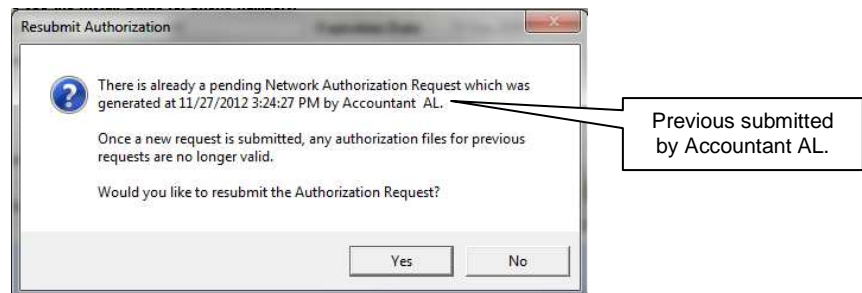 Resubmit Authorization
There is already a pending Network Authorization Request which was
generated at 11/27/2012 3:24:27 PM by Accountant  AL.
Once a new request is submitted, any authorization files for previous
requests are no longer valid.
Would you like to resubmit the Authorization Request?
Yes
No
Previous submitted
by Accountant AL.